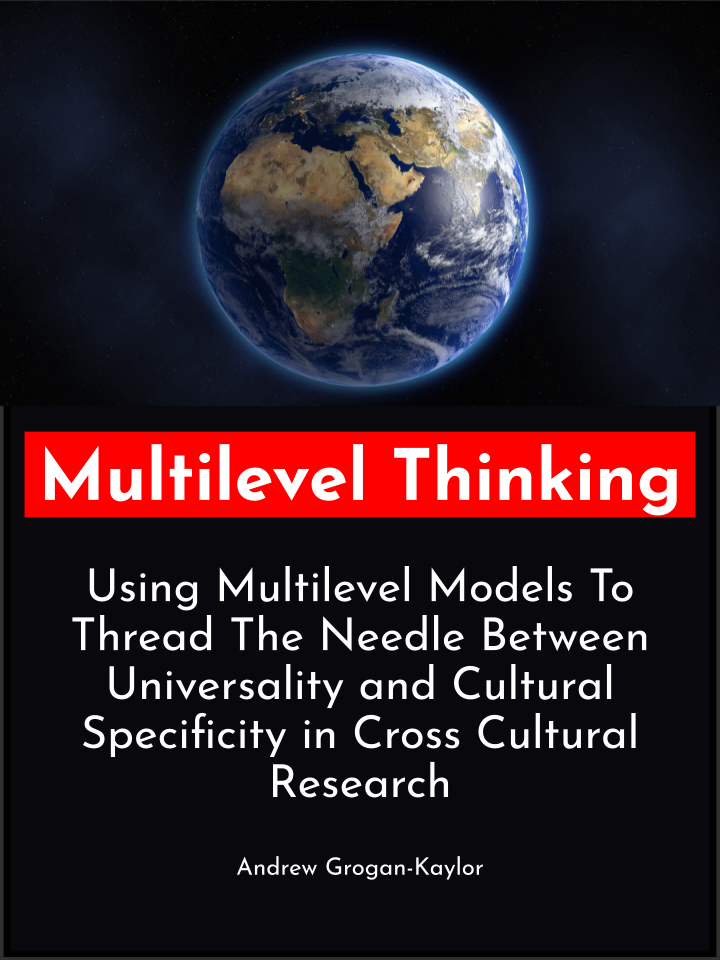 Multilevel Thinking
Using Multilevel Models To
Thread The Needle Between
Universality and Cultural
Specificity in Cross Cultural
Research
Andrew Grogan-Kaylor